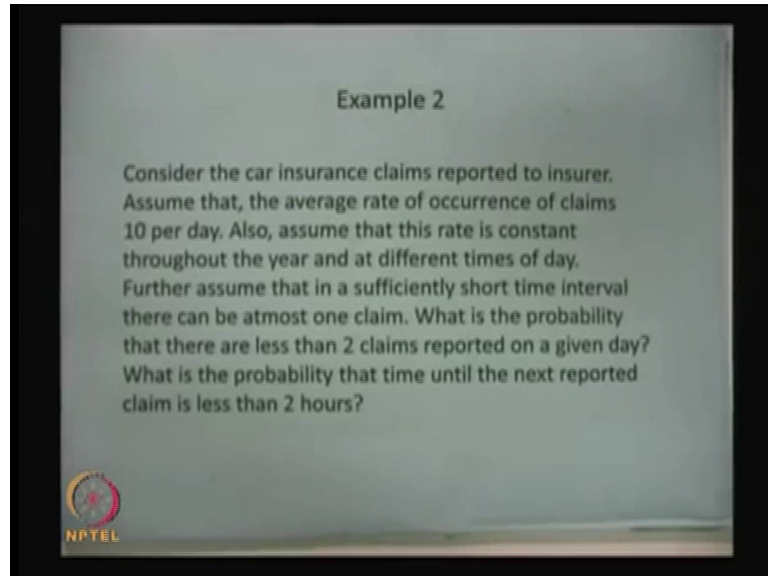 Example 2
Consider the car insurance claims reported to insurer.
Assume that, the average rate of occurrence of claims
10 per day. Also, assume that this rate is constant
throughout the year and at different times of day.
Further assume that in a sufficiently short time interval
there can be atmost one claim. What is the probability
that there are less than 2 claims reported on a given day?
What is the probability that time until the next reported
claim is less than 2 hours?
NPTEL